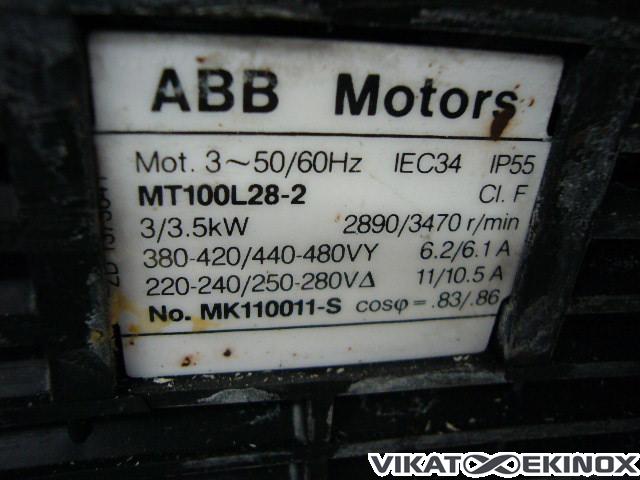 ABB Motors
Mot. 3~50/60Hz IEC34 IP55
MT100L28-2 Cl. F
3/3.5kW 2890/3470 r/min
380-420/440-480VY 6.2/6.1 A
220-240/250-280VΔ 11/10.5 A
No. MK110011-S cosφ = .83/.86
VIKAT EKINOX